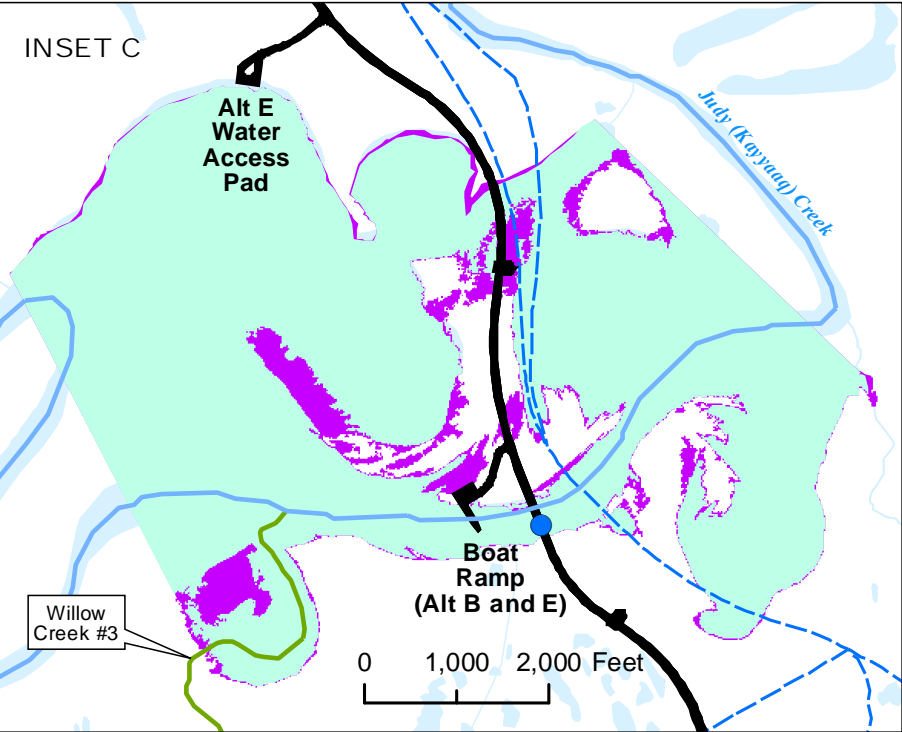 INSET C
Alt E
Water
Access
Pad
Judy (Kayyaaq) Creek
Boat
Ramp
(Alt B and E)
Willow
Creek #3
0 1,000 2,000 Feet